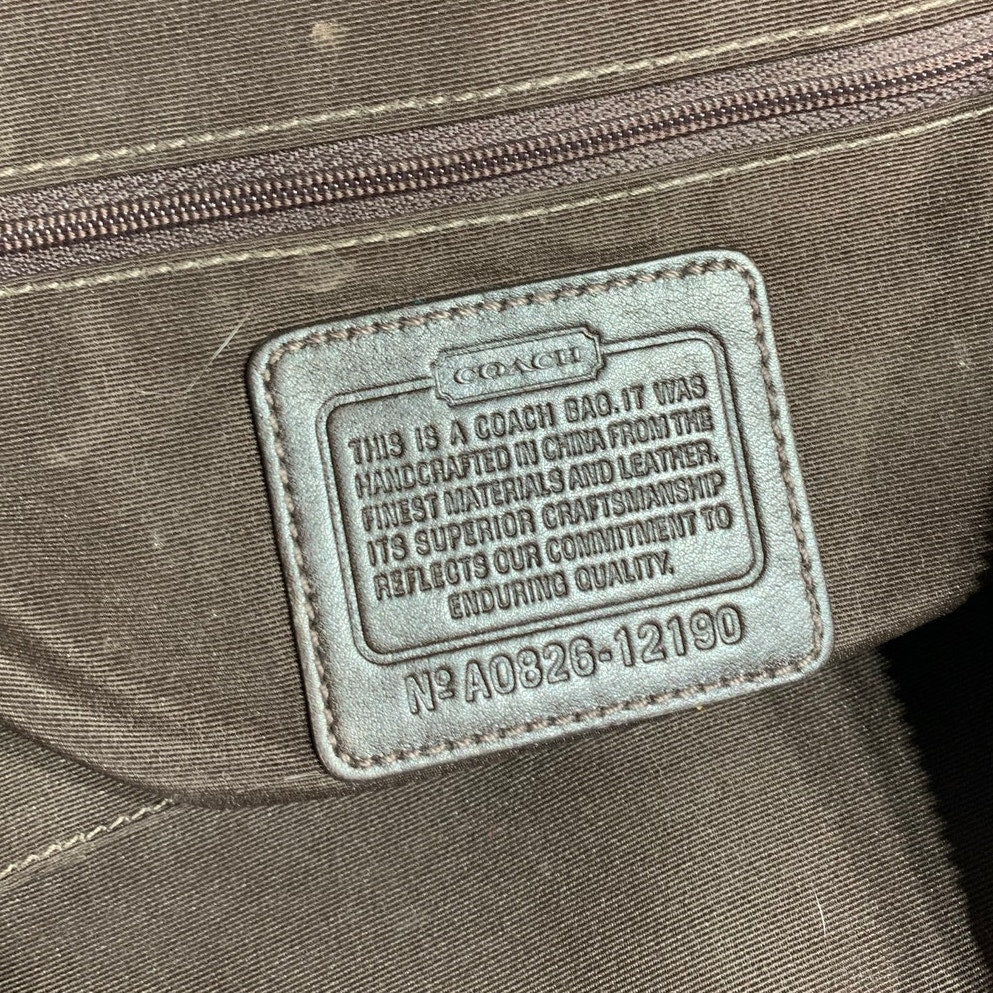 COACH
THIS IS A COACH BAG. IT WAS
HANDCRAFTED IN CHINA FROM THE
FINEST MATERIALS AND LEATHER.
ITS SUPERIOR CRAFTSMANSHIP
REFLECTS OUR COMMITMENT TO
ENDURING QUALITY.
Nº A0826-12190